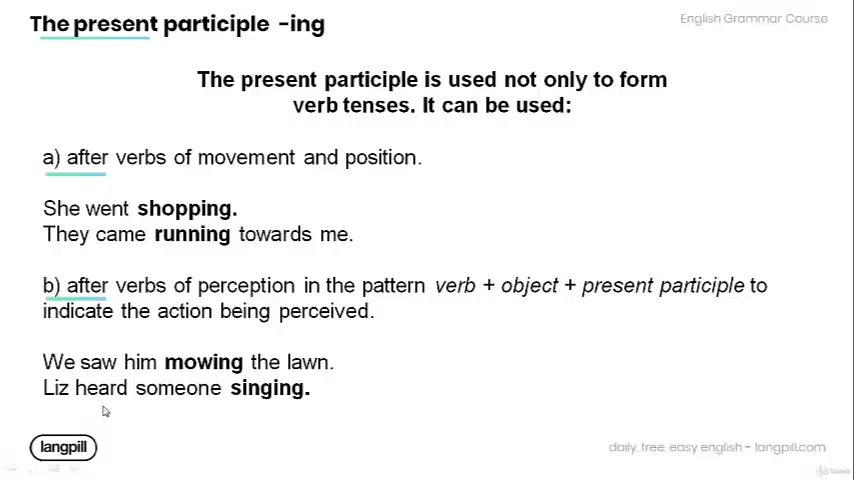 The present participle -ing
English Grammar Course
The present participle is used not only to form
verb tenses. It can be used:
a) after verbs of movement and position.
She went shopping.
They came running towards me.
b) after verbs of perception in the pattern verb + object + present participle to
indicate the action being perceived.
We saw him mowing the lawn.
Liz heard someone singing.
langpill
daily, free, easy english - langpill.com